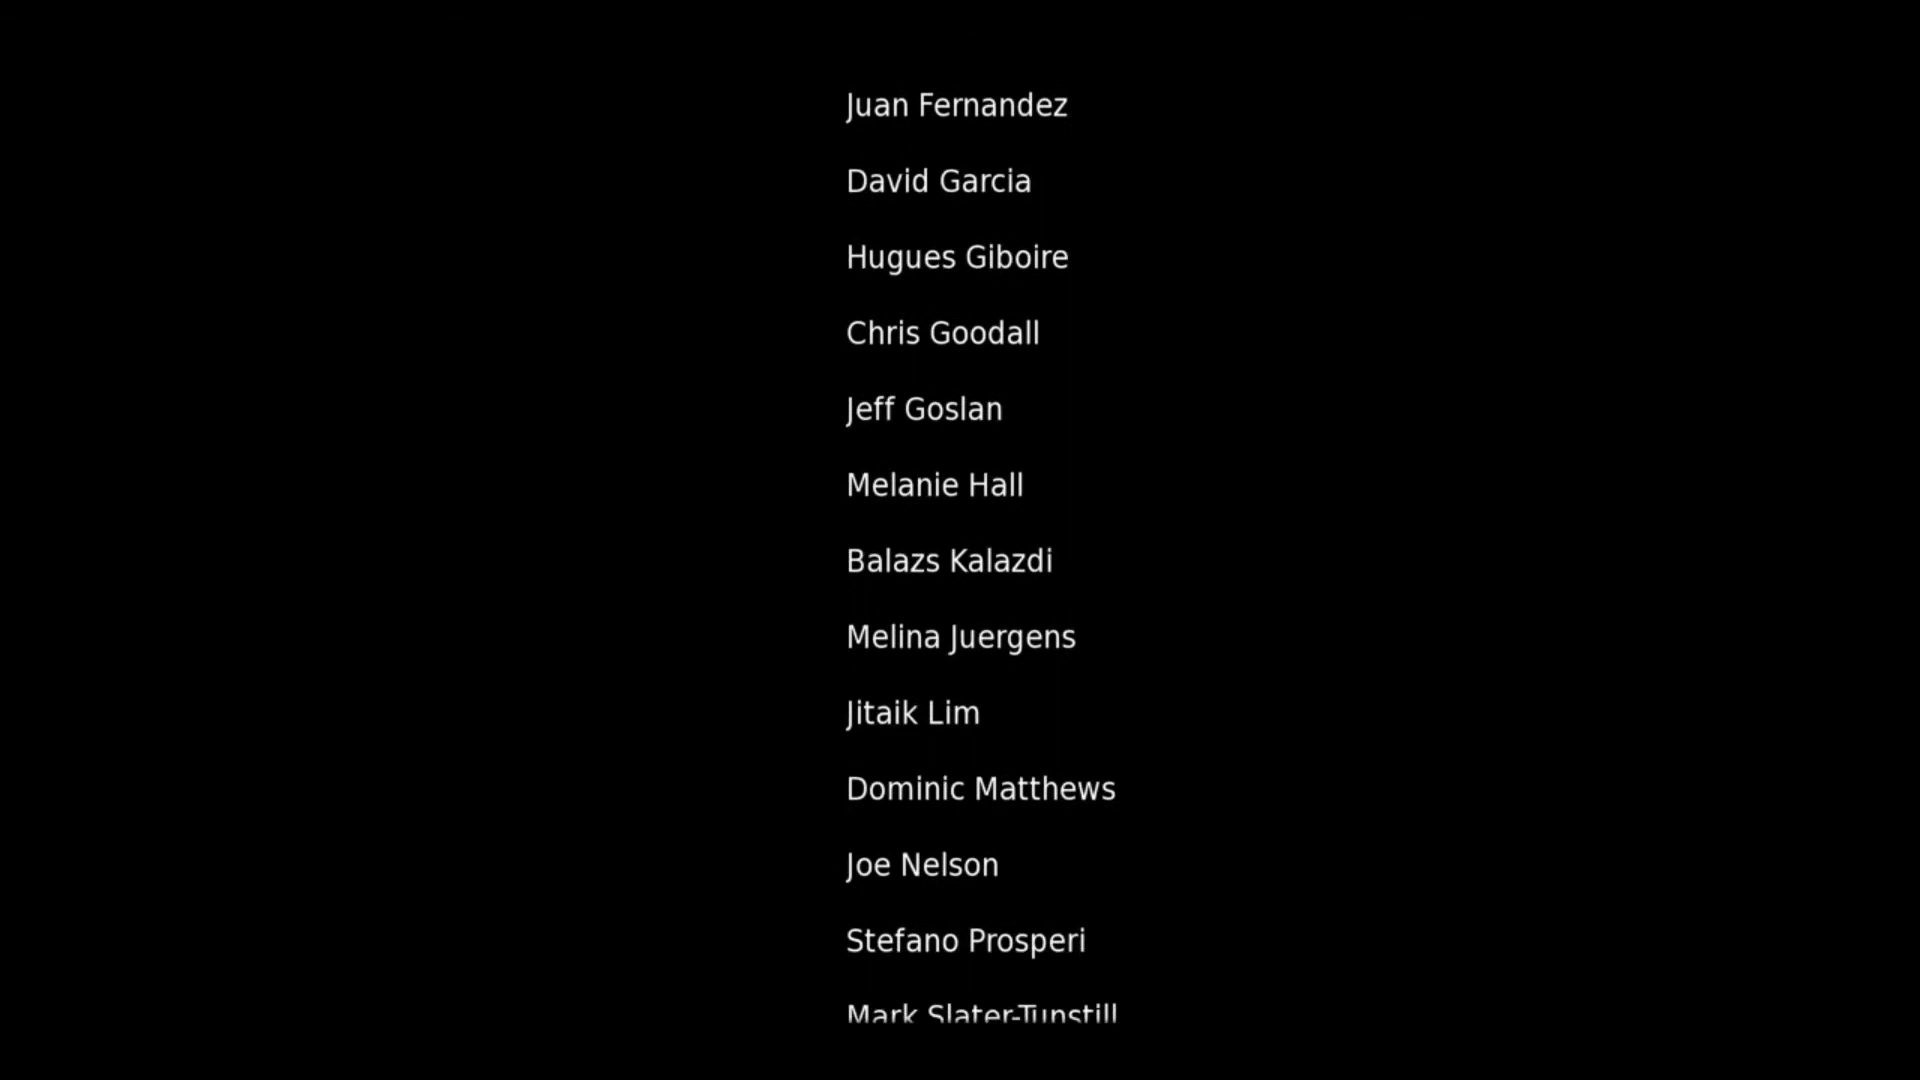 Juan Fernandez
David Garcia
Hugues Giboire
Chris Goodall
Jeff Goslan
Melanie Hall
Balazs Kalazdi
Melina Juergens
Jitaik Lim
Dominic Matthews
Joe Nelson
Stefano Prosperi
Mark Slater-Tunstill